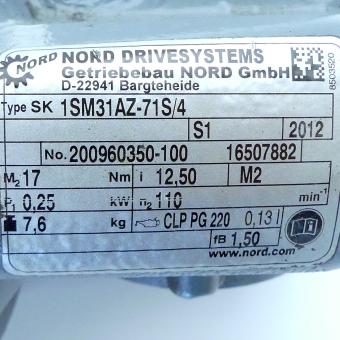 NORD NORD DRIVESYSTEMS
Getriebebau NORD GmbH
D-22941 Bargteheide
8503520
Type SK 1SM31AZ-71S/4
S1 2012
No. 200960350-100 16507882
M2 17 Nm i 12,50 M2
P1 0,25 kW n2 110 min-1
7,6 kg CLP PG 220 0,13 l
fB 1,50
www.nord.com